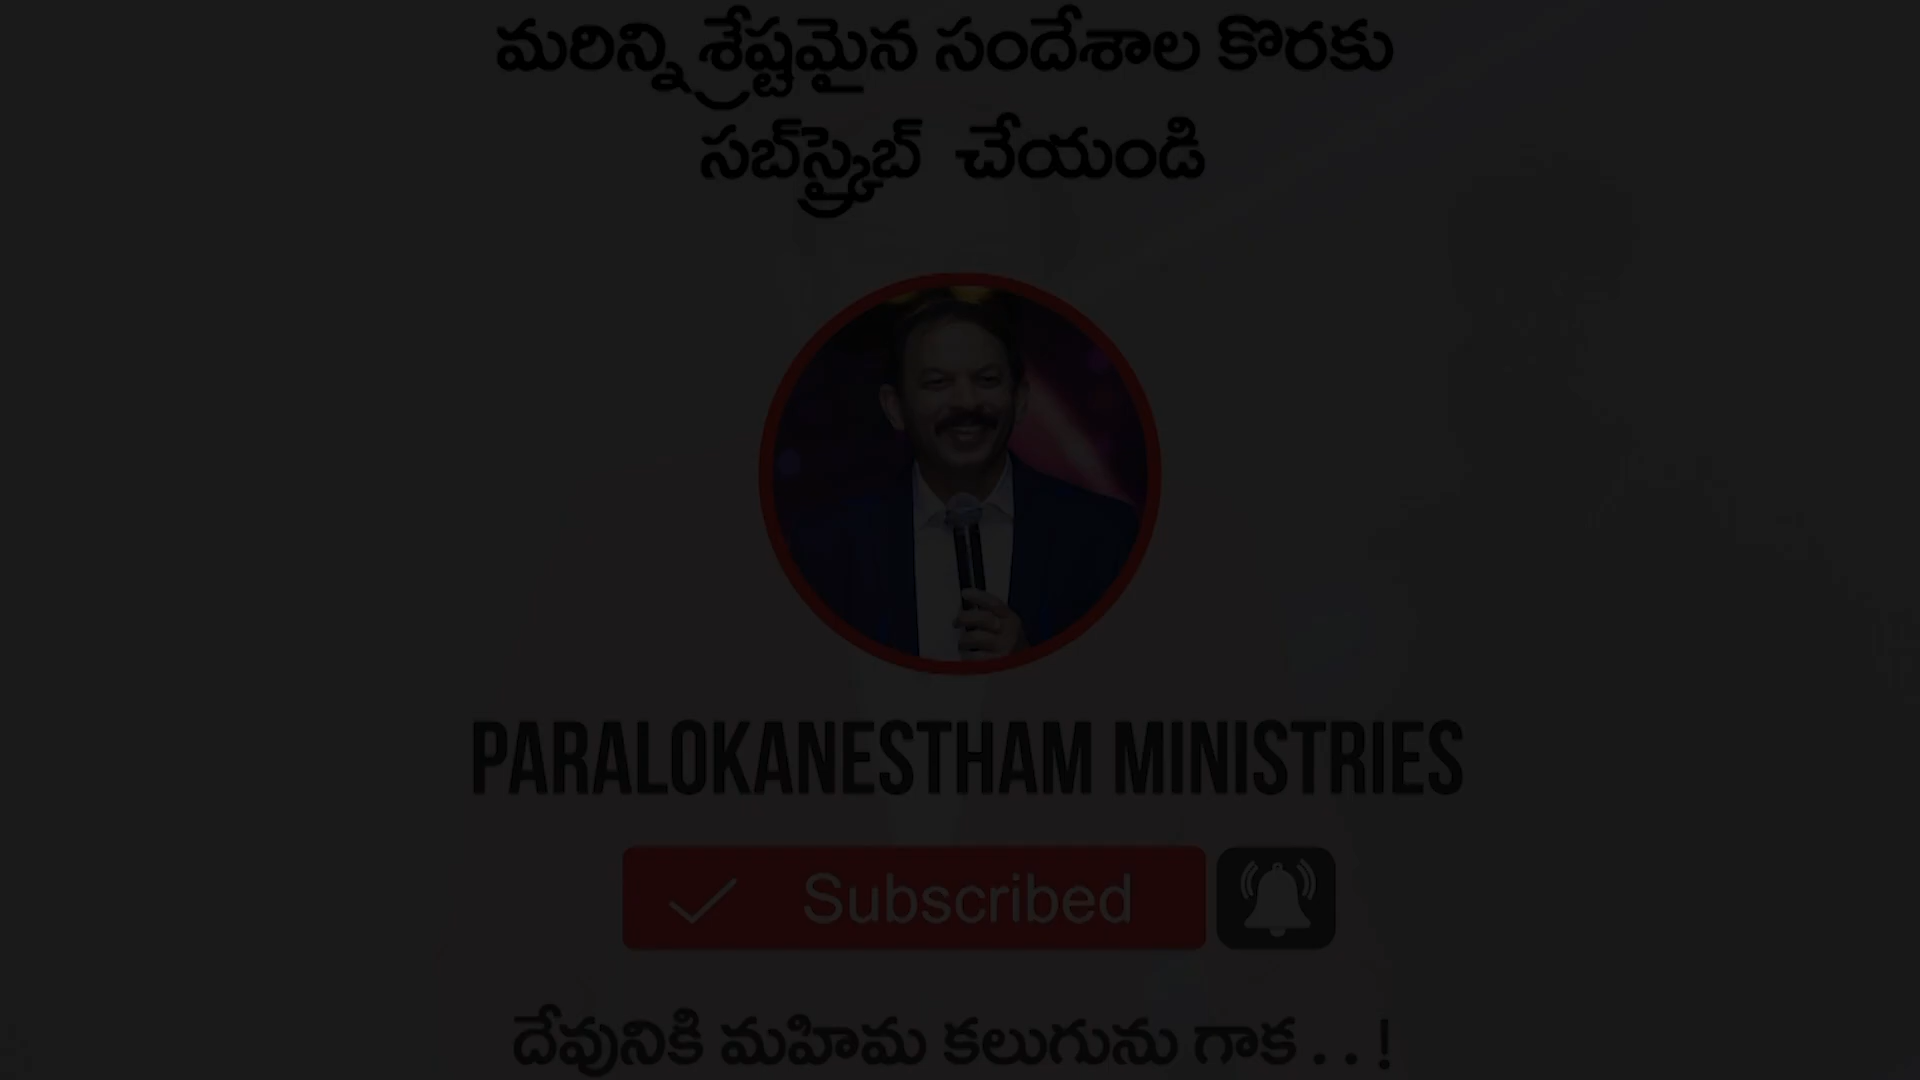 మరిన్ని శ్రేష్టమైన సందేశాల కొరకు
సబ్‌స్క్రైబ్ చేయండి
PARALOKANESTHAM MINISTRIES
Subscribed
దేవునికి మహిమ కలుగును గాక . . !